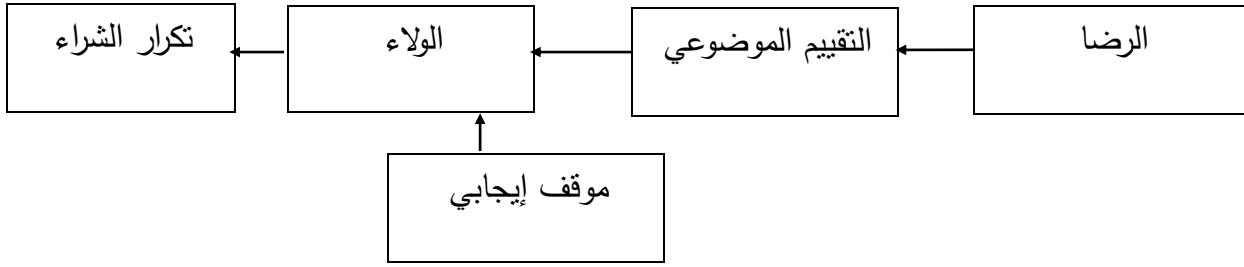 الرضا
التقييم الموضوعي
الولاء
تكرار الشراء
موقف إيجابي